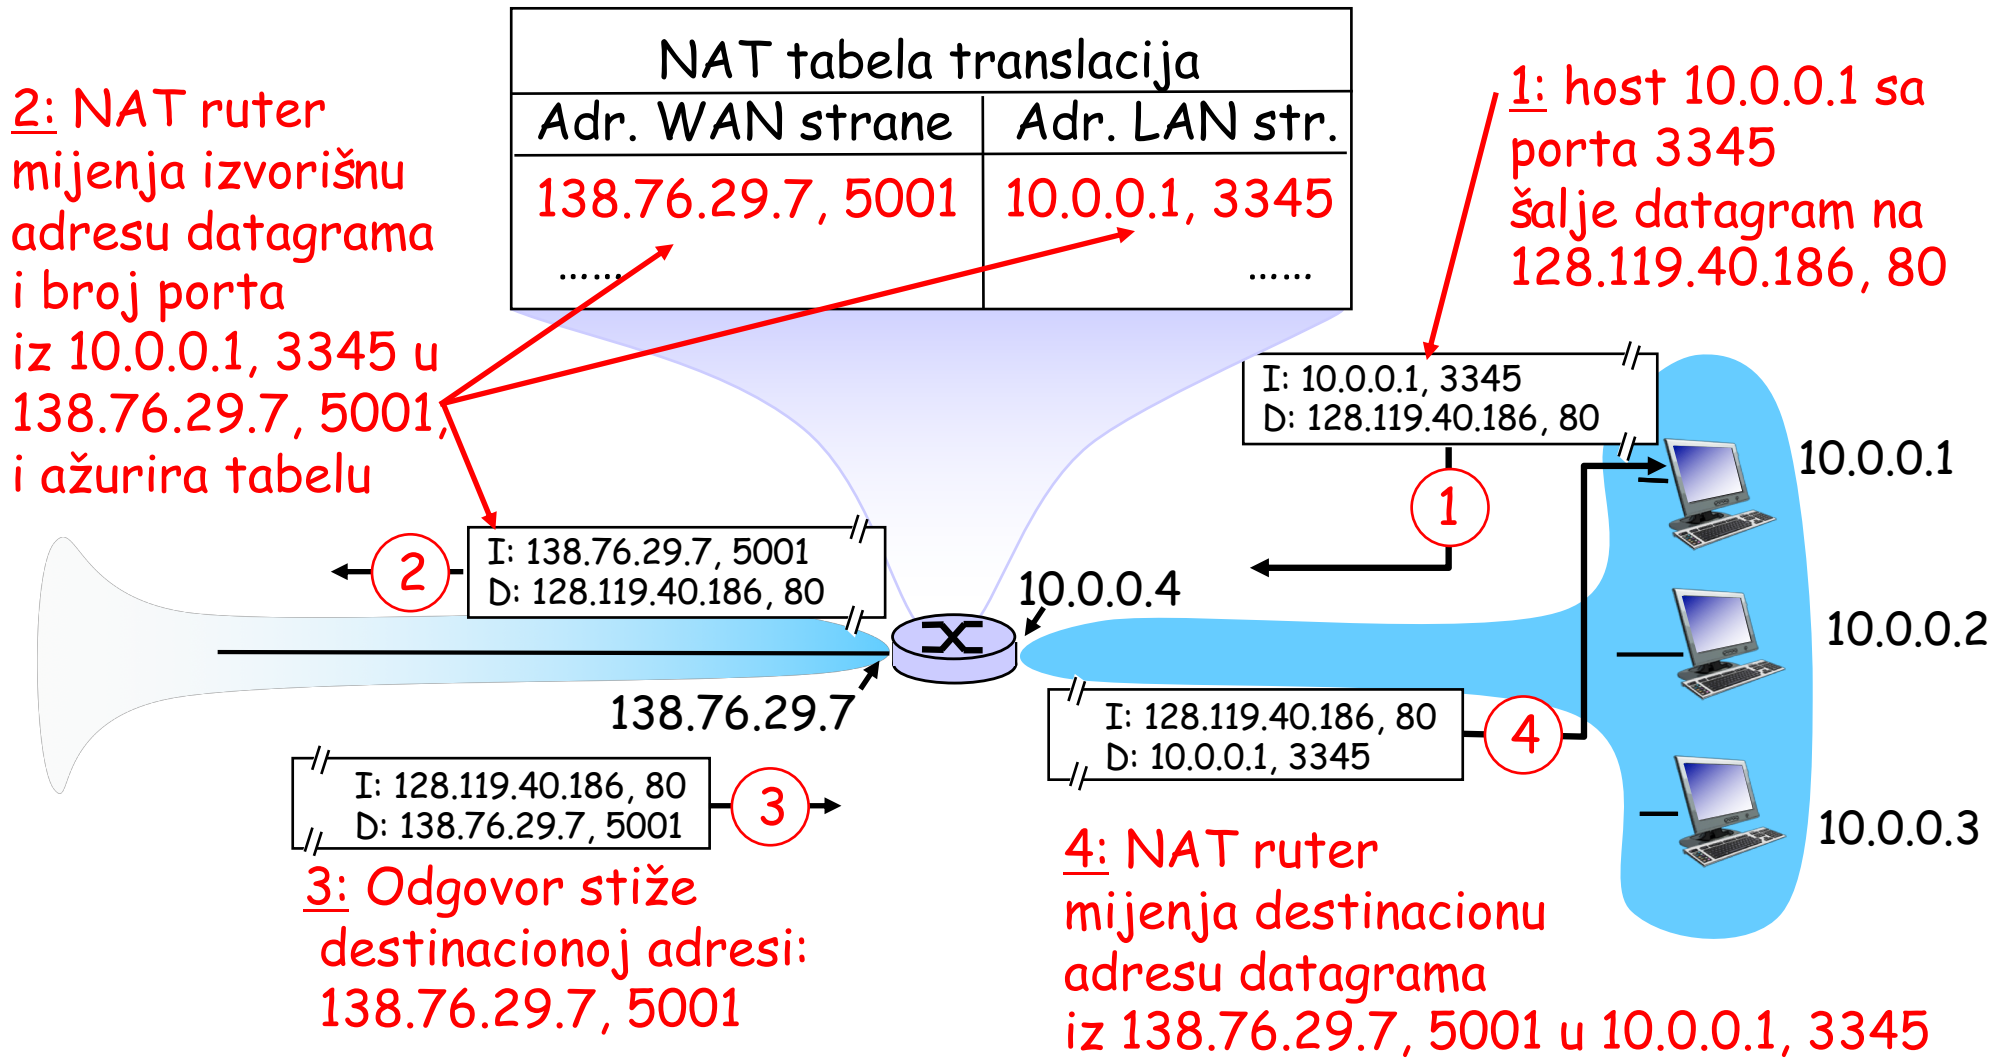 NAT tabela translacija
Adr. WAN strane Adr. LAN str.
138.76.29.7, 5001 10.0.0.1, 3345
...... ......
2: NAT ruter
mijenja izvorišnu
adresu datagrama
i broj porta
iz 10.0.0.1, 3345 u
138.76.29.7, 5001,
i ažurira tabelu
1: host 10.0.0.1 sa
porta 3345
šalje datagram na
128.119.40.186, 80
I: 10.0.0.1, 3345
D: 128.119.40.186, 80
1
10.0.0.1
2
I: 138.76.29.7, 5001
D: 128.119.40.186, 80
10.0.0.4
10.0.0.2
138.76.29.7
I: 128.119.40.186, 80
D: 10.0.0.1, 3345
4
I: 128.119.40.186, 80
D: 138.76.29.7, 5001
3
10.0.0.3
3: Odgovor stiže
destinacionoj adresi:
138.76.29.7, 5001
4: NAT ruter
mijenja destinacionu
adresu datagrama
iz 138.76.29.7, 5001 u 10.0.0.1, 3345